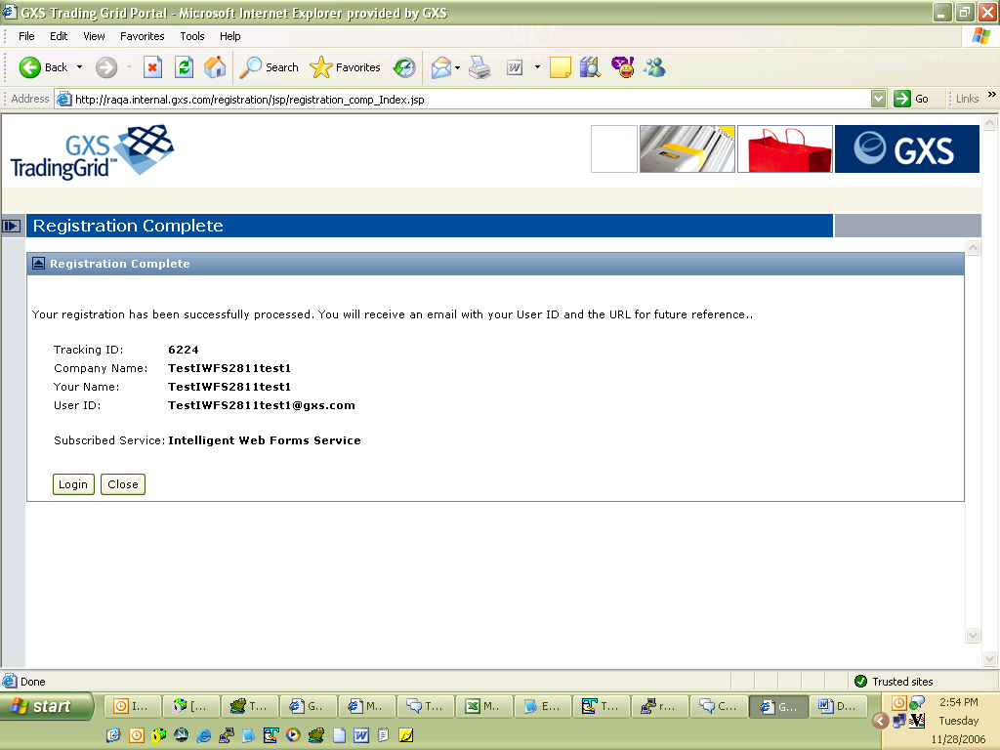 GXS Trading Grid Portal - Microsoft Internet Explorer provided by GXS
File Edit View Favorites Tools Help
Back Search Favorites
Address http://raqa.internal.gxs.com/registration/jsp/registration_comp_Index.jsp Go Links »
GXS
TradingGrid™
GXS
Registration Complete
Registration Complete
Your registration has been successfully processed. You will receive an email with your User ID and the URL for future reference..
Tracking ID: 6224
Company Name: TestIWFS2811test1
Your Name: TestIWFS2811test1
User ID: TestIWFS2811test1@gxs.com
Subscribed Service: Intelligent Web Forms Service
Login Close
Done Trusted sites
start I... [... T... G... M... T... M... E... T... r... C... G... D... 2:54 PM
Tuesday
11/28/2006